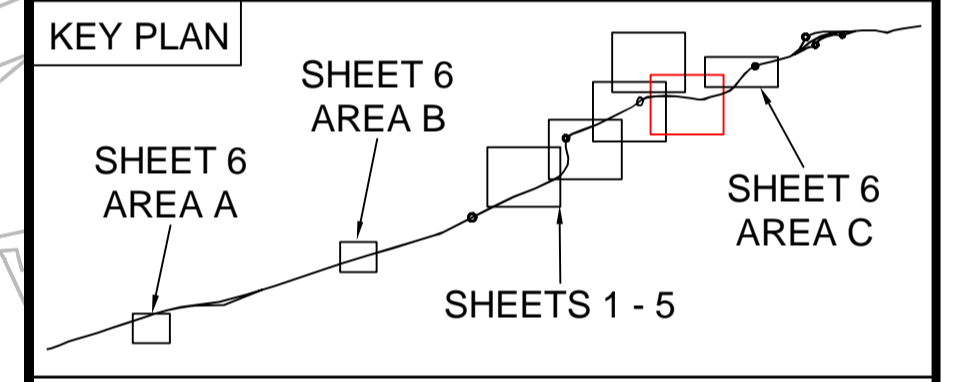 KEY PLAN
SHEET 6
AREA B
SHEET 6
AREA A
SHEET 6
AREA C
SHEETS 1 - 5